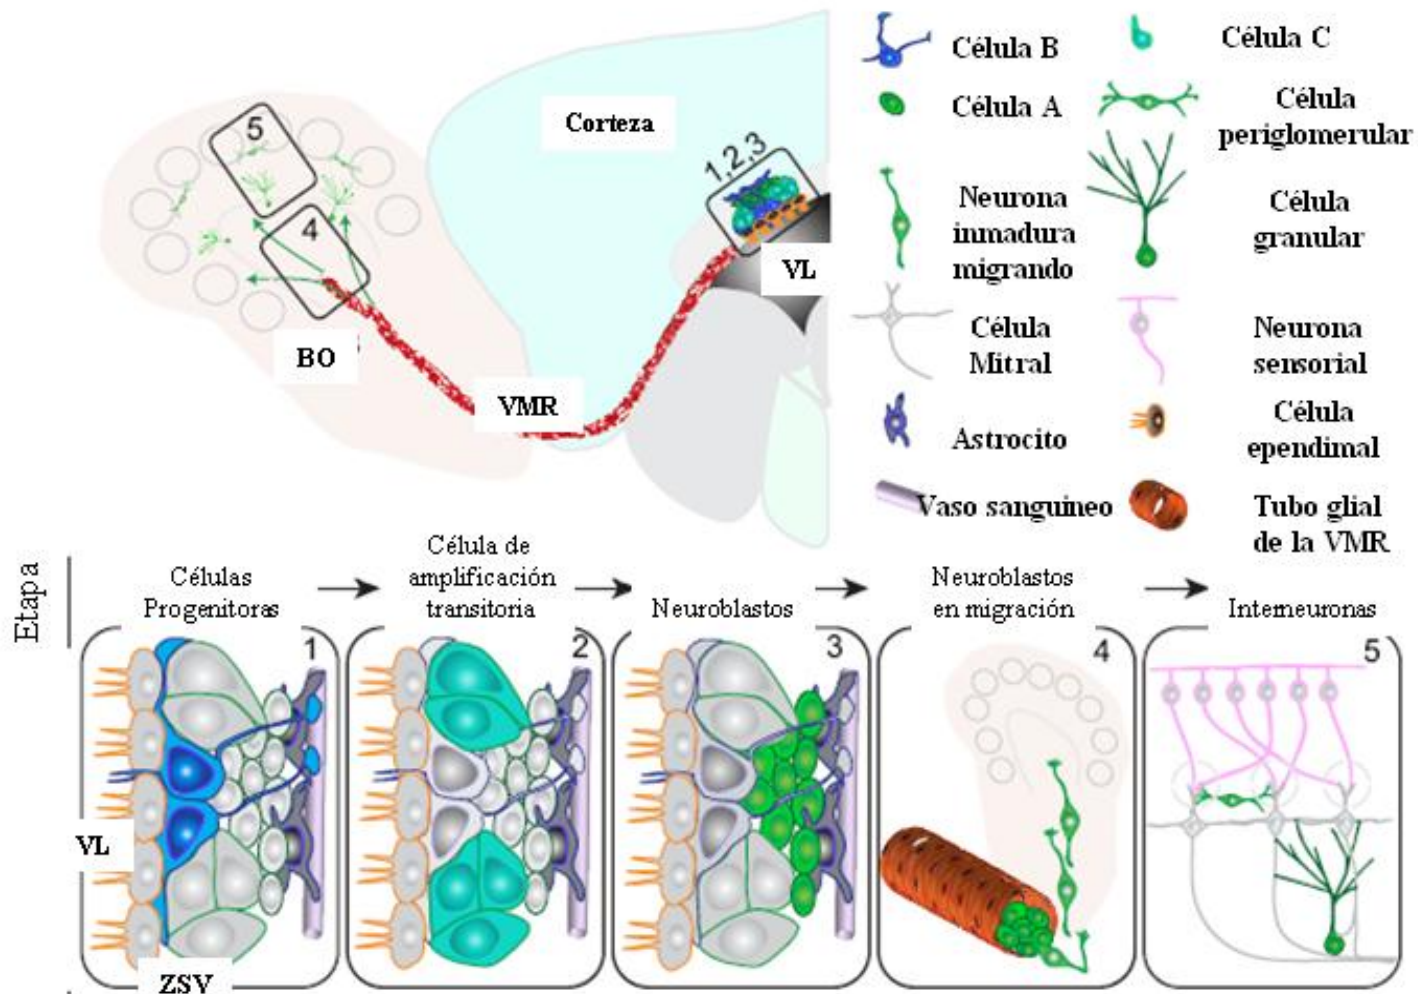 Corteza
5
4
1,2,3
VL
BO
VMR
Célula B
Célula C
Célula A
Célula
periglomerular
Neurona
inmadura
migrando
Célula
granular
Célula
Mitral
Neurona
sensorial
Astrocito
Célula
ependimal
Vaso sanguineo
Tubo glial
de la VMR
Etapa
Células
Progenitoras
Célula de
amplificación
transitoria
Neuroblastos
Neuroblastos
en migración
Interneuronas
1
2
3
4
5
VL
ZSV